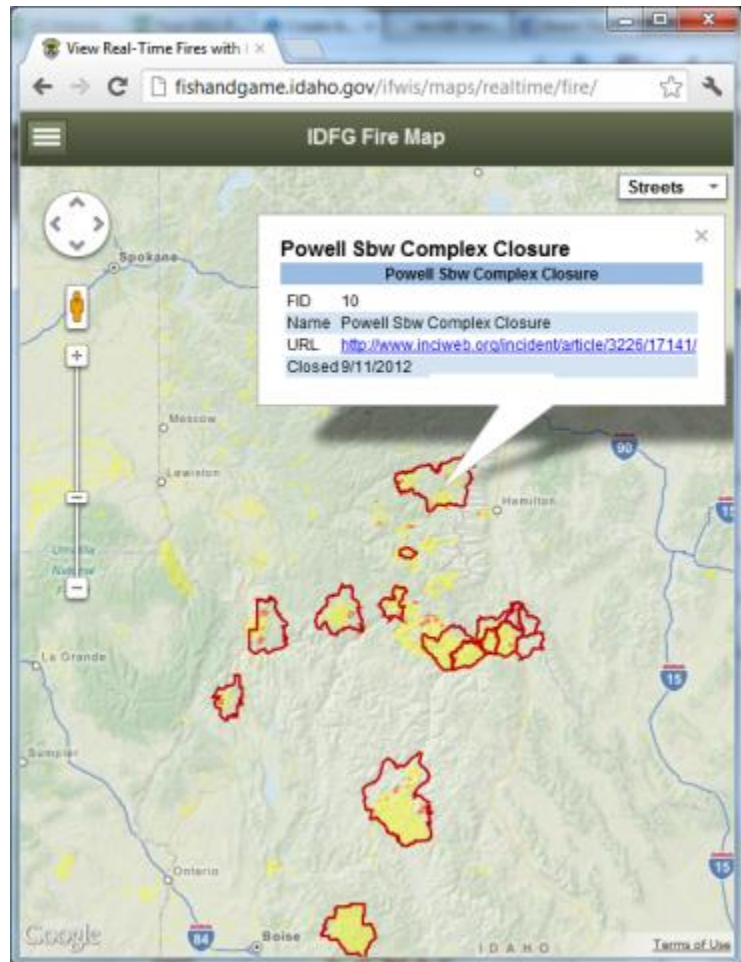 View Real-Time Fires with
fishandgame.idaho.gov/ifwis/maps/realtime/fire/
IDFG Fire Map
Streets
Powell Sbw Complex Closure
Powell Sbw Complex Closure
FID 10
Name Powell Sbw Complex Closure
URL http://www.inciweb.org/incident/article/3226/17141/
Closed 9/11/2012
Spokane
Moscow
90
Lewiston
Hamilton
Umatilla
National
La Grande
15
Sumpter
15
Ontario
Google
84
Boise
IDAHO
Terms of Use